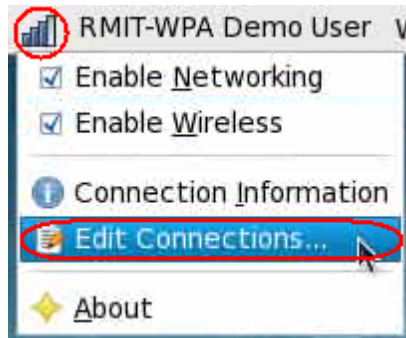 RMIT-WPA Demo User
Enable Networking
Enable Wireless
Connection Information
Edit Connections...
About